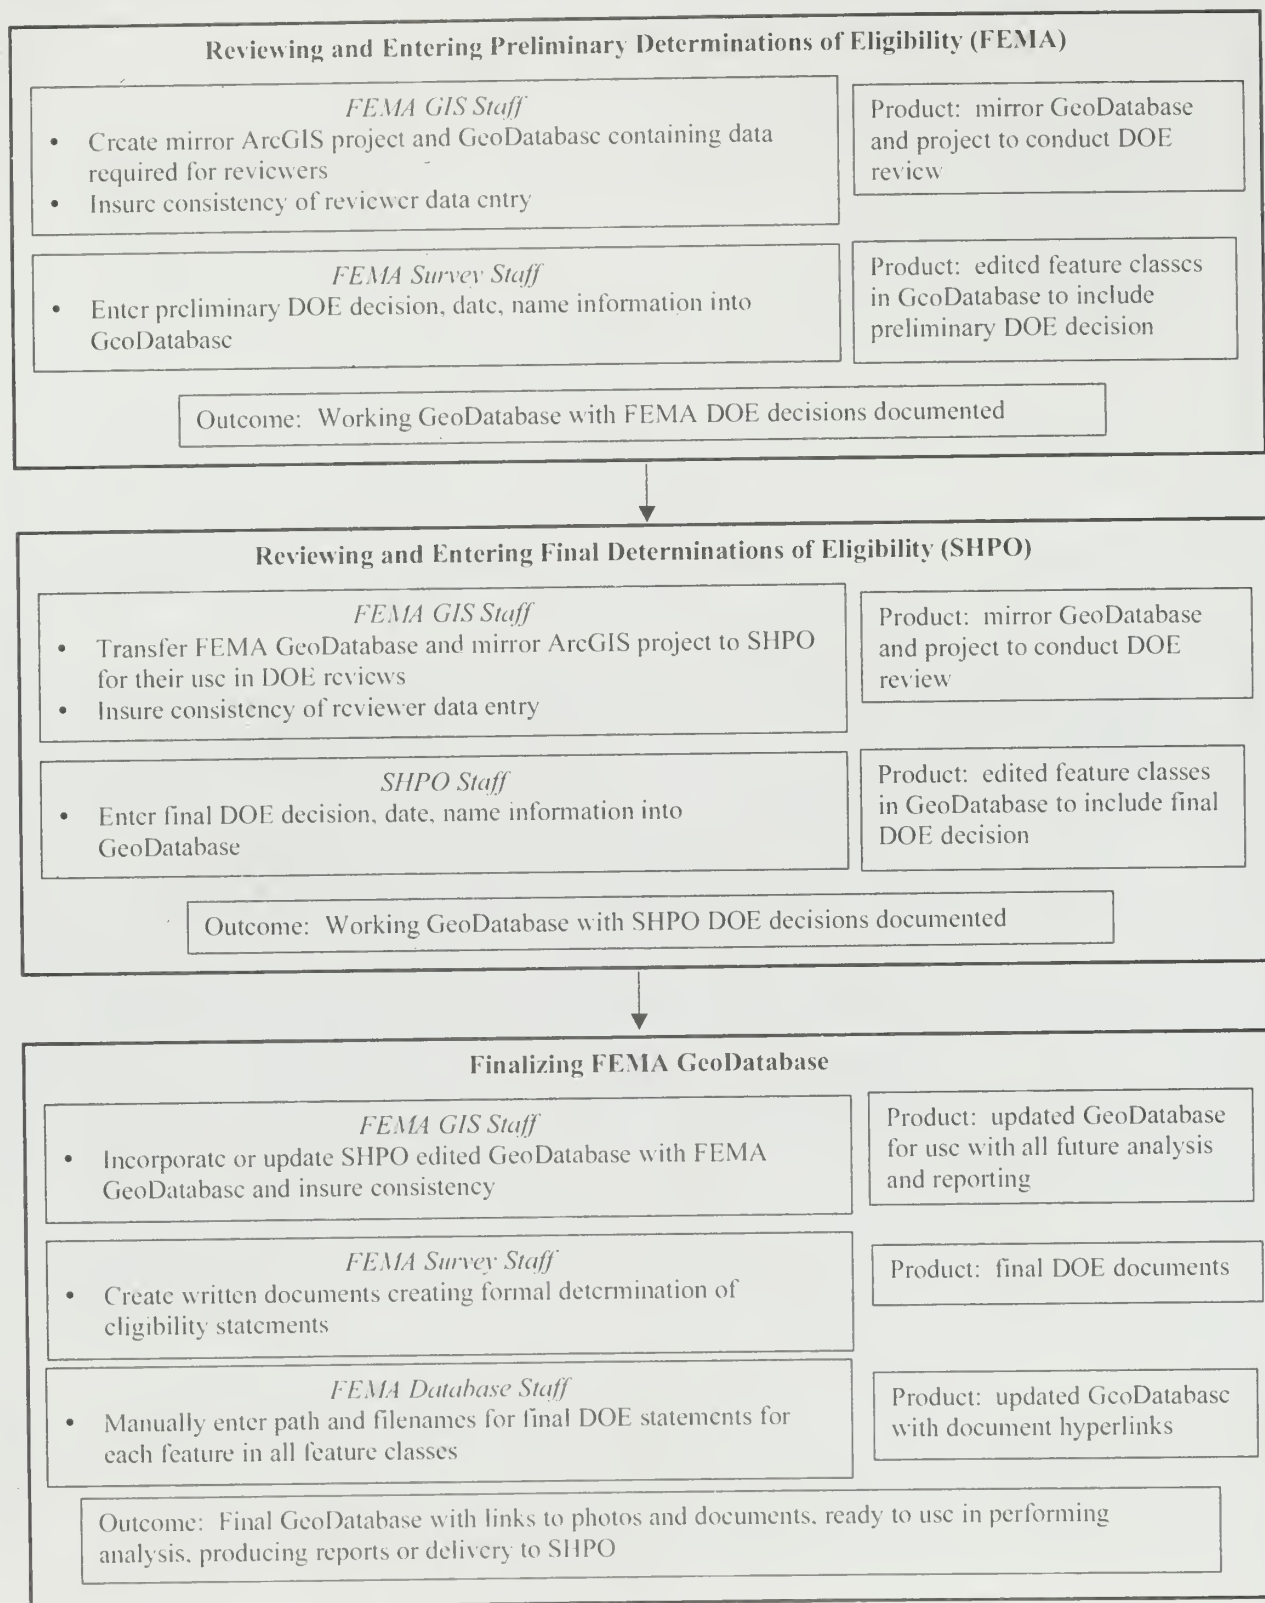 Reviewing and Entering Preliminary Determinations of Eligibility (FEMA)
FEMA GIS Staff
• Create mirror ArcGIS project and GeoDatabase containing data
required for reviewers
• Insure consistency of reviewer data entry
Product: mirror GeoDatabase
and project to conduct DOE
review
FEMA Survey Staff
• Enter preliminary DOE decision, date, name information into
GeoDatabase
Product: edited feature classes
in GeoDatabase to include
preliminary DOE decision
Outcome: Working GeoDatabase with FEMA DOE decisions documented
Reviewing and Entering Final Determinations of Eligibility (SHPO)
FEMA GIS Staff
• Transfer FEMA GeoDatabase and mirror ArcGIS project to SHPO
for their use in DOE reviews
• Insure consistency of reviewer data entry
Product: mirror GeoDatabase
and project to conduct DOE
review
SHPO Staff
• Enter final DOE decision, date, name information into
GeoDatabase
Product: edited feature classes
in GeoDatabase to include final
DOE decision
Outcome: Working GeoDatabase with SHPO DOE decisions documented
Finalizing FEMA GeoDatabase
FEMA GIS Staff
• Incorporate or update SHPO edited GeoDatabase with FEMA
GeoDatabase and insure consistency
Product: updated GeoDatabase
for use with all future analysis
and reporting
FEMA Survey Staff
• Create written documents creating formal determination of
eligibility statements
Product: final DOE documents
FEMA Database Staff
• Manually enter path and filenames for final DOE statements for
each feature in all feature classes
Product: updated GeoDatabase
with document hyperlinks
Outcome: Final GeoDatabase with links to photos and documents, ready to use in performing
analysis, producing reports or delivery to SHPO